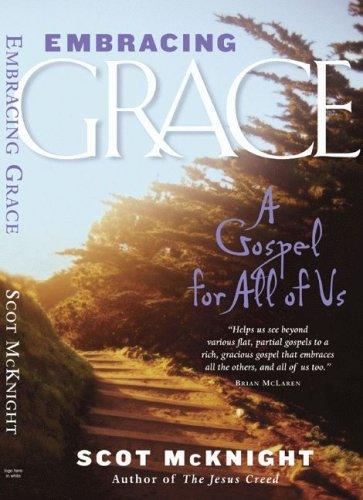 EMBRACING GRACE
SCOT McKNIGHT
logo here
in white
EMBRACING
GRACE
A
Gospel
for All of Us
"Helps us see beyond
various flat, partial gospels to a
rich, gracious gospel that embraces
all the others, and all of us too."
BRIAN MCLAREN
SCOT McKNIGHT
Author of The Jesus Creed